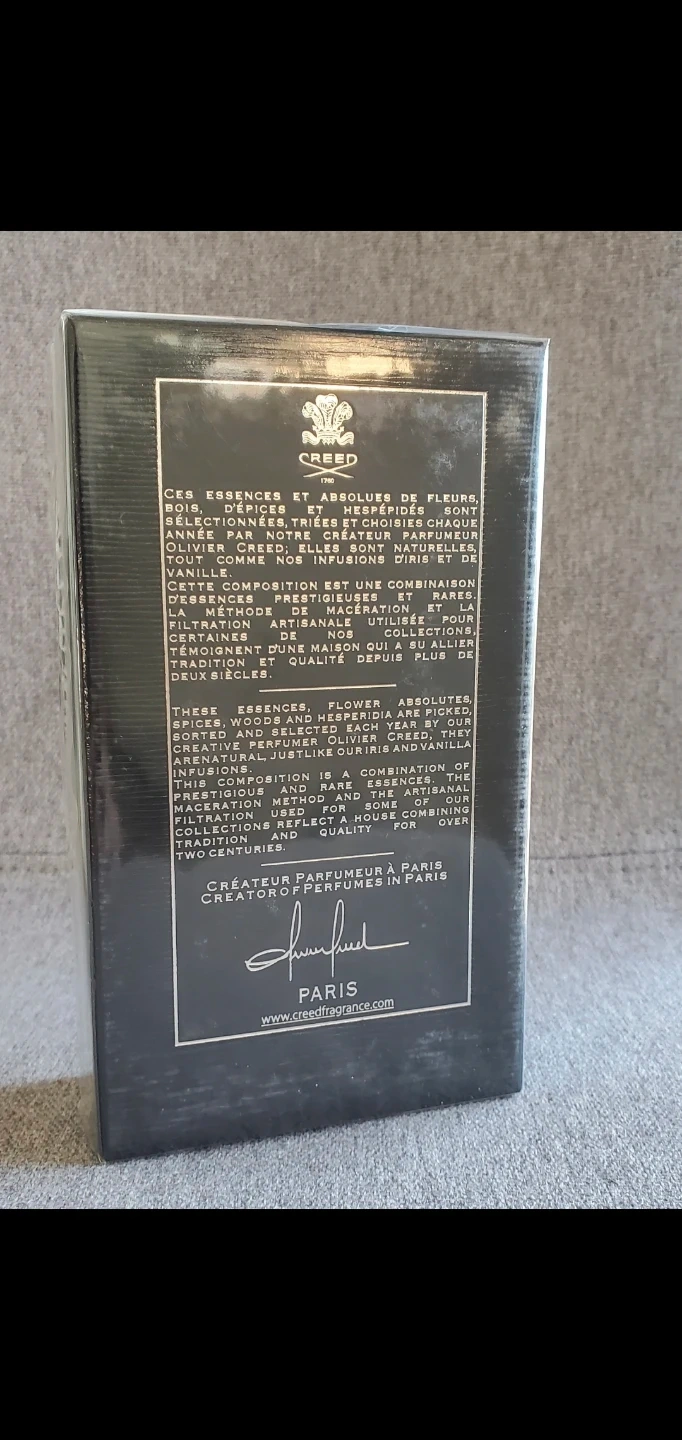 CREED
1760
CES ESSENCES ET ABSOLUES DE FLEURS,
BOIS, D'ÉPICES ET HESPÉPIDÉS SONT
SÉLECTIONNÉES, TRIÉES ET CHOISIES CHAQUE
ANNÉE PAR NOTRE CRÉATEUR PARFUMEUR
OLIVIER CREED; ELLES SONT NATURELLES,
TOUT COMME NOS INFUSIONS D'IRIS ET DE
VANILLE.
CETTE COMPOSITION EST UNE COMBINAISON
D'ESSENCES PRESTIGIEUSES ET RARES.
LA MÉTHODE DE MACÉRATION ET LA
FILTRATION ARTISANALE UTILISÉE POUR
CERTAINES DE NOS COLLECTIONS,
TÉMOIGNENT D'UNE MAISON QUI A SU ALLIER
TRADITION ET QUALITÉ DEPUIS PLUS DE
DEUX SIÈCLES.
THESE ESSENCES, FLOWER ABSOLUTES,
SPICES, WOODS AND HESPERIDIA ARE PICKED,
SORTED AND SELECTED EACH YEAR BY OUR
CREATIVE PERFUMER OLIVIER CREED, THEY
ARENATURAL, JUSTLIKE OUR IRIS AND VANILLA
INFUSIONS.
THIS COMPOSITION IS A COMBINATION OF
PRESTIGIOUS AND RARE ESSENCES. THE
MACERATION METHOD AND THE ARTISANAL
FILTRATION USED FOR SOME OF OUR
COLLECTIONS REFLECT A HOUSE COMBINING
TRADITION AND QUALITY FOR OVER
TWO CENTURIES.
CRÉATEUR PARFUMEUR À PARIS
CREATOR OF PERFUMES IN PARIS
PARIS
www.creedfragrance.com